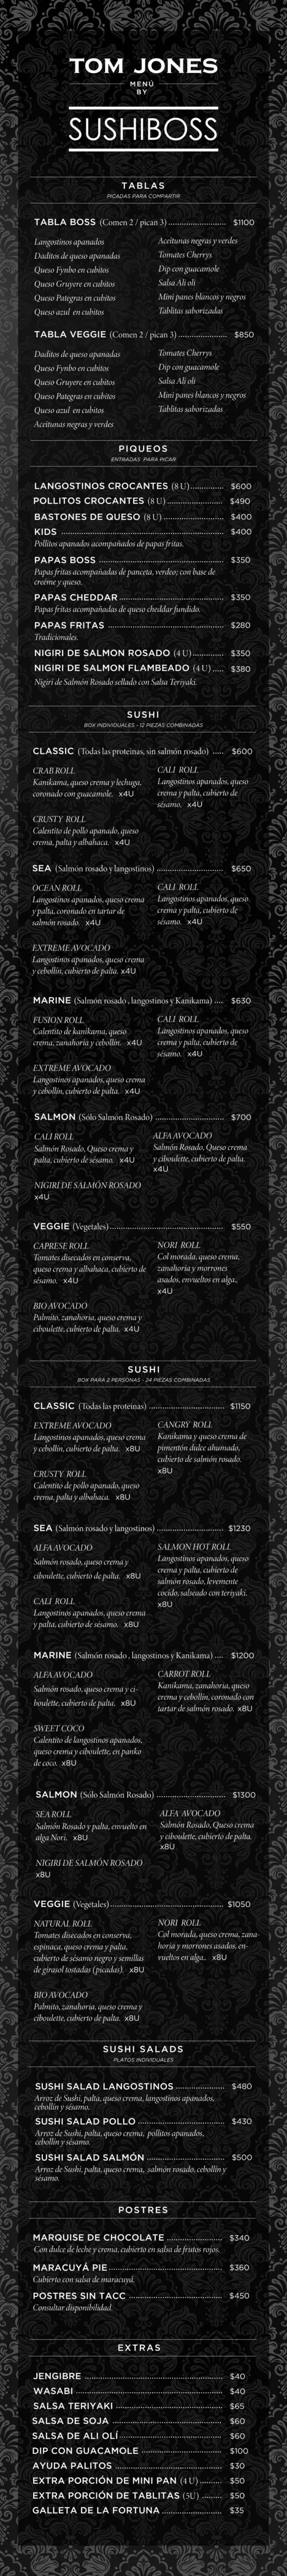 TOM JONES
MENÚ
BY
SUSHIBOSS
TABLAS
PICADAS PARA COMPARTIR
TABLA BOSS (Comen 2 / pican 3) $1100
Langostinos apanados
Daditos de queso apanadas
Queso Fynbo en cubitos
Queso Gruyere en cubitos
Queso Pategras en cubitos
Queso azul en cubitos
Aceitunas negras y verdes
Tomates Cherrys
Dip con guacamole
Salsa Ali oli
Mini panes blancos y negros
Tablitas saborizadas
TABLA VEGGIE (Comen 2 / pican 3) $850
Daditos de queso apanadas
Queso Fynbo en cubitos
Queso Gruyere en cubitos
Queso Pategras en cubitos
Queso azul en cubitos
Aceitunas negras y verdes
Tomates Cherrys
Dip con guacamole
Salsa Ali oli
Mini panes blancos y negros
Tablitas saborizadas
PIQUEOS
ENTRADAS PARA PICAR
LANGOSTINOS CROCANTES (8 U) $600
POLLITOS CROCANTES (8 U) $490
BASTONES DE QUESO (8 U) $400
KIDS $400
Pollitos apanados acompañados de papas fritas.
PAPAS BOSS $350
Papas fritas acompañadas de panceta, verdeo; con base de
creéme y queso.
PAPAS CHEDDAR $350
Papas fritas acompañadas de queso cheddar fundido.
PAPAS FRITAS $280
Tradicionales.
NIGIRI DE SALMON ROSADO (4 U) $350
NIGIRI DE SALMON FLAMBEADO (4 U) $380
Nigiri de Salmón Rosado sellado con Salsa Teriyaki.
SUSHI
BOX INDIVIDUALES - 12 PIEZAS COMBINADAS
CLASSIC (Todas las proteinas, sin salmón rosado) $600
CRAB ROLL
Kanikama, queso crema y lechuga,
coronado con guacamole. x4U
CRUSTY ROLL
Calentito de pollo apanado, queso
crema, palta y albahaca. x4U
CALI ROLL
Langostinos apanados, queso
crema y palta, cubierto de
sésamo. x4U
SEA (Salmón rosado y langostinos) $650
OCEAN ROLL
Langostinos apanados, queso crema
y palta, coronado en tartar de
salmón rosado. x4U
EXTREME AVOCADO
Langostinos apanados, queso crema
y cebollín, cubierto de palta. x4U
CALI ROLL
Langostinos apanados, queso
crema y palta, cubierto de
sésamo. x4U
MARINE (Salmón rosado , langostinos y Kanikama) $630
FUSION ROLL
Calentito de kanikama, queso
crema, zanahoria y cebollín. x4U
EXTREME AVOCADO
Langostinos apanados, queso crema
y cebollín, cubierto de palta. x4U
CALI ROLL
Langostinos apanados, queso
crema y palta, cubierto de
sésamo. x4U
SALMON (Sólo Salmón Rosado) $700
CALI ROLL
Salmón Rosado, Queso crema y
palta, cubierto de sésamo. x4U
NIGIRI DE SALMÓN ROSADO
x4U
ALFA AVOCADO
Salmón Rosado, Queso crema
y ciboulette, cubierto de palta.
x4U
VEGGIE (Vegetales) $550
CAPRESE ROLL
Tomates disecados en conserva,
queso crema y albahaca, cubierto de
sésamo. x4U
BIO AVOCADO
Palmito, zanahoria, queso crema y
ciboulette, cubierto de palta. x4U
NORI ROLL
Col morada, queso crema,
zanahoria y morrones
asados, envueltos en alga,.
x4U
SUSHI
BOX PARA 2 PERSONAS - 24 PIEZAS COMBINADAS
CLASSIC (Todas las proteinas) $1150
EXTREME AVOCADO
Langostinos apanados, queso crema
y cebollín, cubierto de palta. x8U
CRUSTY ROLL
Calentito de pollo apanado, queso
crema, palta y albahaca. x8U
CANGRY ROLL
Kanikama y queso crema de
pimentón dulce ahumado,
cubierto de salmón rosado.
x8U
SEA (Salmón rosado y langostinos) $1230
ALFA AVOCADO
Salmón rosado, queso crema y
ciboulette, cubierto de palta. x8U
CALI ROLL
Langostinos apanados, queso crema
y palta, cubierto de sésamo. x8U
SALMON HOT ROLL
Langostinos apanados, queso
crema y palta, cubierto de
salmón rosado, levemente
cocido, salseado con teriyaki.
x8U
MARINE (Salmón rosado , langostinos y Kanikama) $1200
ALFA AVOCADO
Salmón rosado, queso crema y ci-
boulette, cubierto de palta. x8U
SWEET COCO
Calentito de langostinos apanados,
queso crema y ciboulette, en panko
de coco. x8U
CARROT ROLL
Kanikama, zanahoria, queso
crema y cebollín, coronado con
tartar de salmón rosado. x8U
SALMON (Sólo Salmón Rosado) $1300
SEA ROLL
Salmón Rosado y palta, envuelto en
alga Nori. x8U
NIGIRI DE SALMÓN ROSADO
x8U
ALFA AVOCADO
Salmón Rosado, Queso crema
y ciboulette, cubierto de palta.
x8U
VEGGIE (Vegetales) $1050
NATURAL ROLL
Tomates disecados en conserva,
espinaca, queso crema y palta,
cubierto de sésamo negro y semillas
de girasol tostadas (picadas). x8U
BIO AVOCADO
Palmito, zanahoria, queso crema y
ciboulette, cubierto de palta. x8U
NORI ROLL
Col morada, queso crema, zana-
horia y morrones asados, en-
vueltos en alga,. x8U
SUSHI SALADS
PLATOS INDIVIDUALES
SUSHI SALAD LANGOSTINOS $480
Arroz de Sushi, palta, queso crema, langostinos apanados,
cebollín y sésamo.
SUSHI SALAD POLLO $430
Arroz de Sushi, palta, queso crema, pollitos apanados,
cebollín y sésamo.
SUSHI SALAD SALMÓN $500
Arroz de Sushi, palta, queso crema, salmón rosado, cebollín y
sésamo.
POSTRES
MARQUISE DE CHOCOLATE $340
Con dulce de leche y crema, cubierto en salsa de frutos rojos.
MARACUYÁ PIE $360
Cubierto con salsa de maracuyá.
POSTRES SIN TACC $450
Consultar disponibilidad.
EXTRAS
JENGIBRE $40
WASABI $40
SALSA TERIYAKI $65
SALSA DE SOJA $60
SALSA DE ALI OLÍ $60
DIP CON GUACAMOLE $100
AYUDA PALITOS $30
EXTRA PORCIÓN DE MINI PAN (4 U) $50
EXTRA PORCIÓN DE TABLITAS (5U) $50
GALLETA DE LA FORTUNA $35